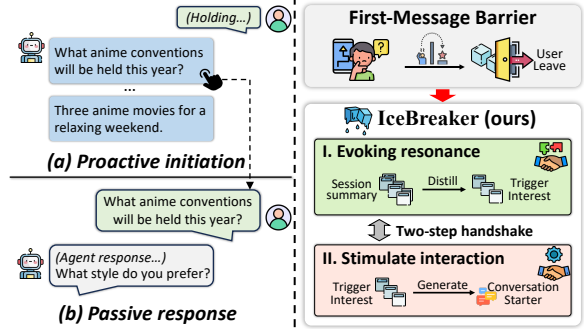 (Holding...)
What anime conventions
will be held this year?
...
Three anime movies for a
relaxing weekend.
(a) Proactive initiation
What anime conventions
will be held this year?
(Agent response...)
What style do you prefer?
(b) Passive response
First-Message Barrier
?
User
Leave
IceBreaker (ours)
I. Evoking resonance
Session
summary
Distill
Trigger
Interest
Two-step handshake
II. Stimulate interaction
Trigger
Interest
Generate
Conversation
Starter